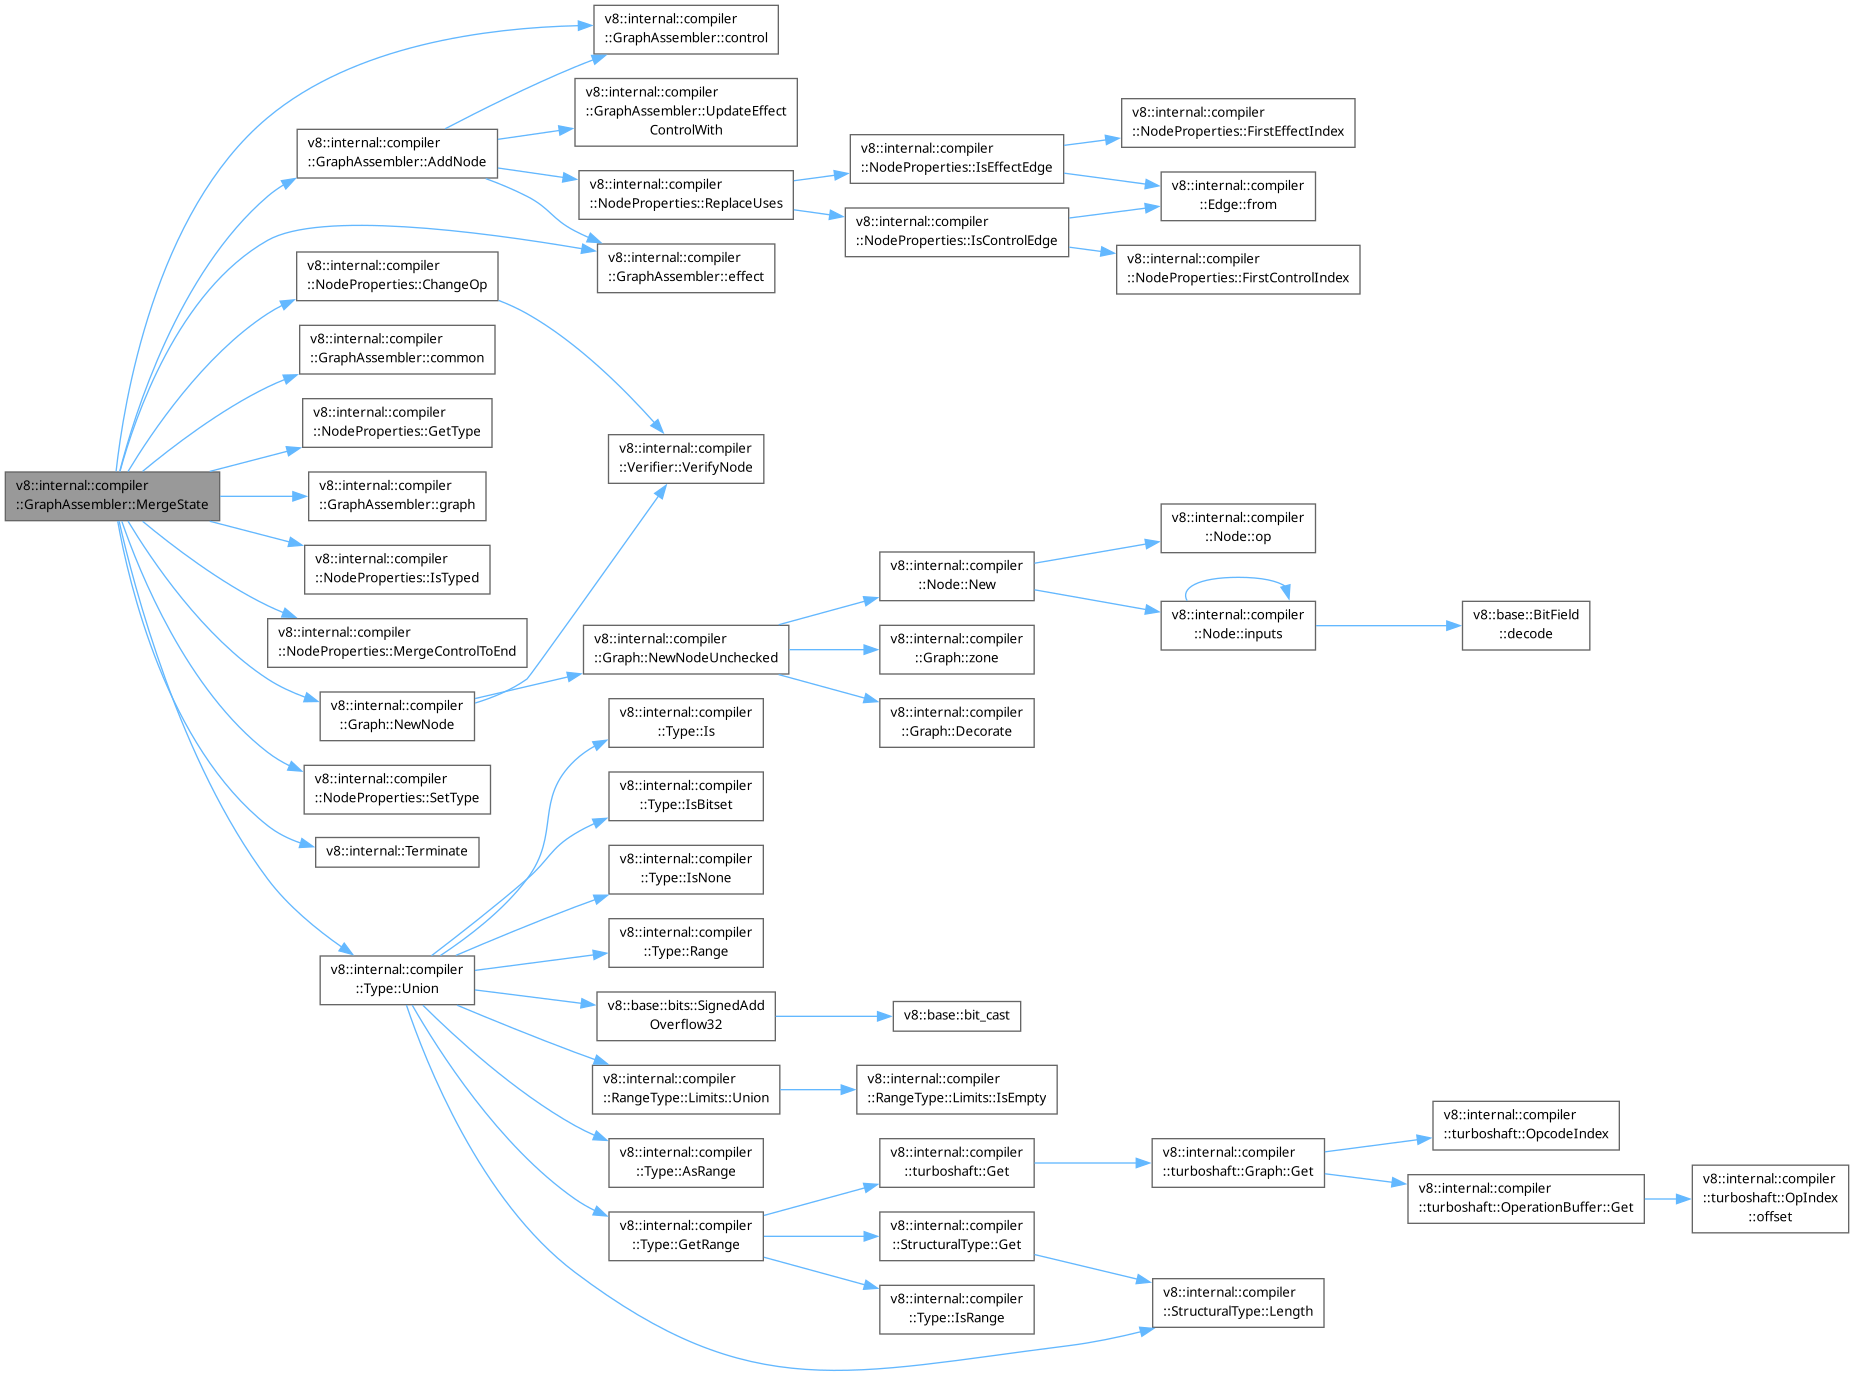 v8::internal::compiler
::GraphAssembler::MergeState
v8::internal::compiler
::GraphAssembler::AddNode
v8::internal::compiler
::NodeProperties::ChangeOp
v8::internal::compiler
::GraphAssembler::common
v8::internal::compiler
::NodeProperties::GetType
v8::internal::compiler
::GraphAssembler::graph
v8::internal::compiler
::NodeProperties::IsTyped
v8::internal::compiler
::NodeProperties::MergeControlToEnd
v8::internal::compiler
::Graph::NewNode
v8::internal::compiler
::NodeProperties::SetType
v8::internal::Terminate
v8::internal::compiler
::Type::Union
v8::internal::compiler
::GraphAssembler::control
v8::internal::compiler
::GraphAssembler::UpdateEffect
ControlWith
v8::internal::compiler
::NodeProperties::ReplaceUses
v8::internal::compiler
::GraphAssembler::effect
v8::internal::compiler
::Verifier::VerifyNode
v8::internal::compiler
::Graph::NewNodeUnchecked
v8::internal::compiler
::Type::Is
v8::internal::compiler
::Type::IsBitset
v8::internal::compiler
::Type::IsNone
v8::internal::compiler
::Type::Range
v8::base::bits::SignedAdd
Overflow32
v8::internal::compiler
::RangeType::Limits::Union
v8::internal::compiler
::Type::AsRange
v8::internal::compiler
::Type::GetRange
v8::internal::compiler
::NodeProperties::IsEffectEdge
v8::internal::compiler
::NodeProperties::IsControlEdge
v8::internal::compiler
::Node::New
v8::internal::compiler
::Graph::zone
v8::internal::compiler
::Graph::Decorate
v8::base::bit_cast
v8::internal::compiler
::RangeType::Limits::IsEmpty
v8::internal::compiler
::turboshaft::Get
v8::internal::compiler
::StructuralType::Get
v8::internal::compiler
::Type::IsRange
v8::internal::compiler
::NodeProperties::FirstEffectIndex
v8::internal::compiler
::Edge::from
v8::internal::compiler
::NodeProperties::FirstControlIndex
v8::internal::compiler
::Node::op
v8::internal::compiler
::Node::inputs
v8::internal::compiler
::turboshaft::Graph::Get
v8::internal::compiler
::StructuralType::Length
v8::base::BitField
::decode
v8::internal::compiler
::turboshaft::OpcodeIndex
v8::internal::compiler
::turboshaft::OperationBuffer::Get
v8::internal::compiler
::turboshaft::OpIndex
::offset